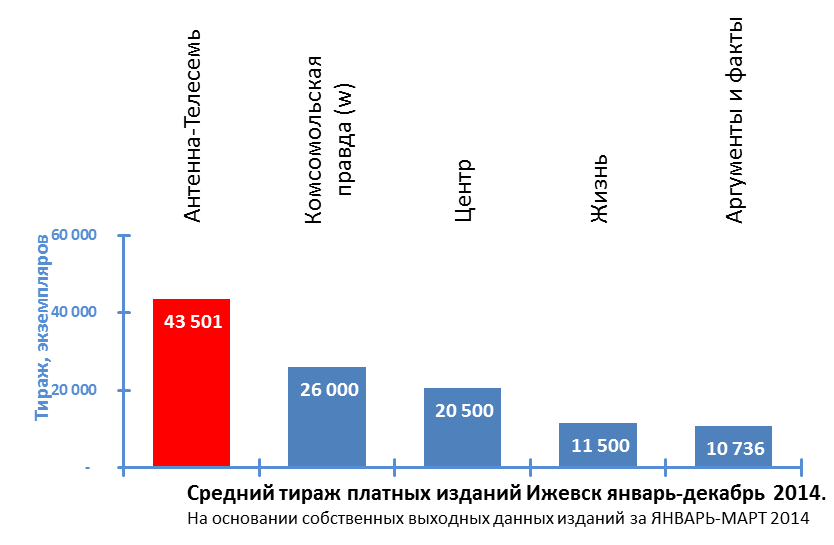 Антенна-Телесемь
Комсомольская
правда (w)
Центр
Жизнь
Аргументы и факты
Тираж, экземпляров
60 000
40 000
20 000
-
43 501
26 000
20 500
11 500
10 736
Средний тираж платных изданий Ижевск январь-декабрь 2014.
На основании собственных выходных данных изданий за ЯНВАРЬ-МАРТ 2014